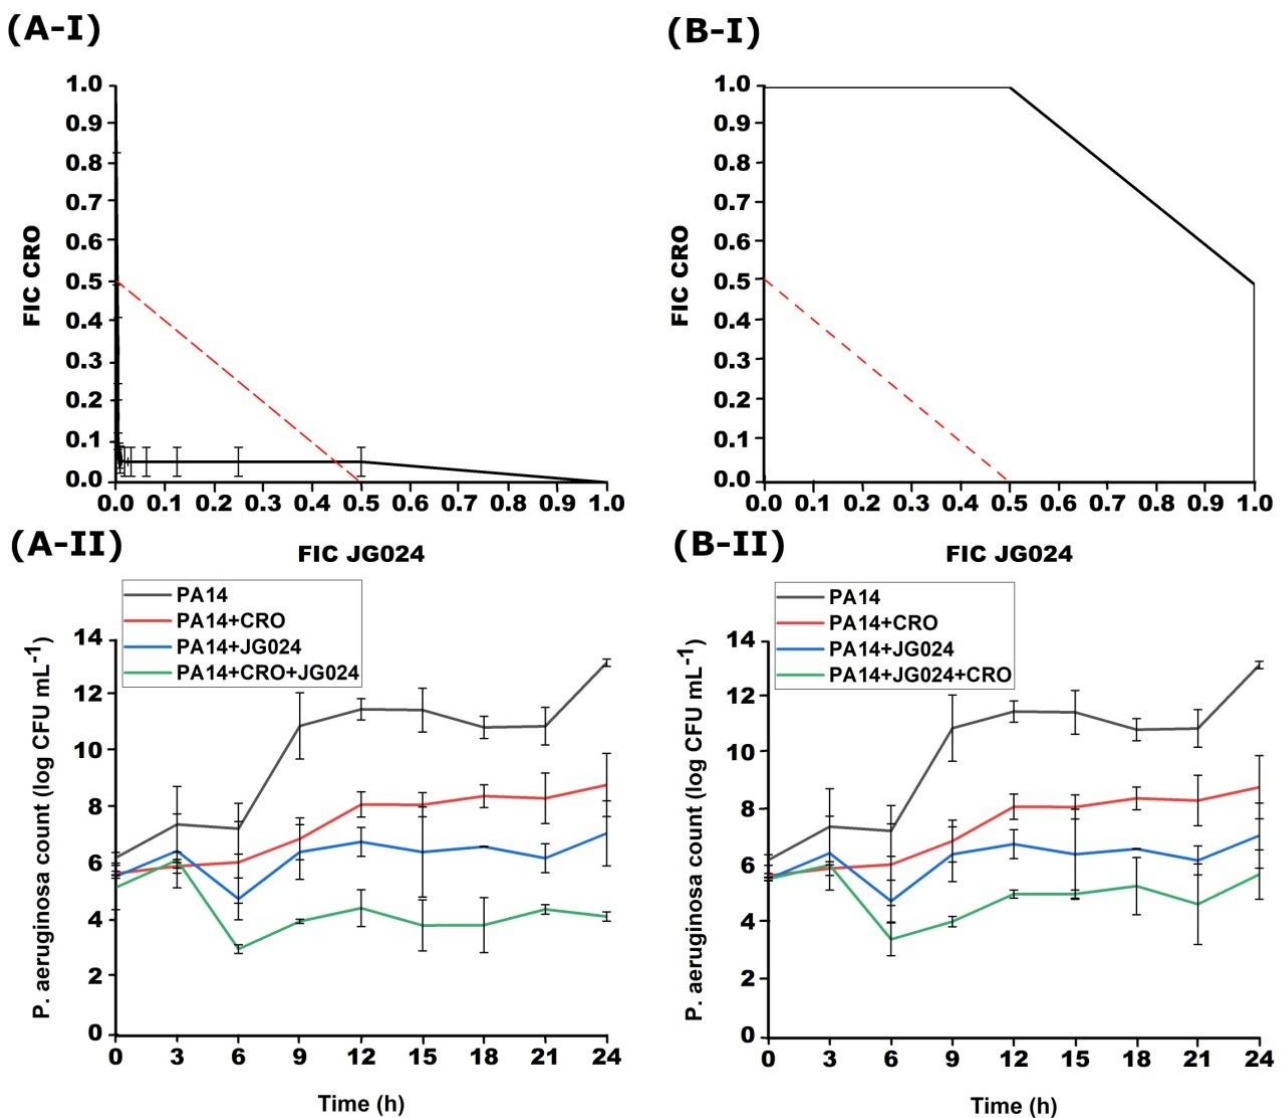 (A-I)
FIC CRO
1.0
0.9
0.8
0.7
0.6
0.5
0.4
0.3
0.2
0.1
0.0
0.0 0.1 0.2 0.3 0.4 0.5 0.6 0.7 0.8 0.9 1.0
FIC JG024
(B-I)
FIC CRO
1.0
0.9
0.8
0.7
0.6
0.5
0.4
0.3
0.2
0.1
0.0
0.0 0.1 0.2 0.3 0.4 0.5 0.6 0.7 0.8 0.9 1.0
FIC JG024
(A-II)
PA14
PA14+CRO
PA14+JG024
PA14+CRO+JG024
P. aeruginosa count (log CFU mL-1)
14
12
10
8
6
4
2
0
0 3 6 9 12 15 18 21 24
Time (h)
(B-II)
PA14
PA14+CRO
PA14+JG024
PA14+JG024+CRO
P. aeruginosa count (log CFU mL-1)
14
12
10
8
6
4
2
0
0 3 6 9 12 15 18 21 24
Time (h)